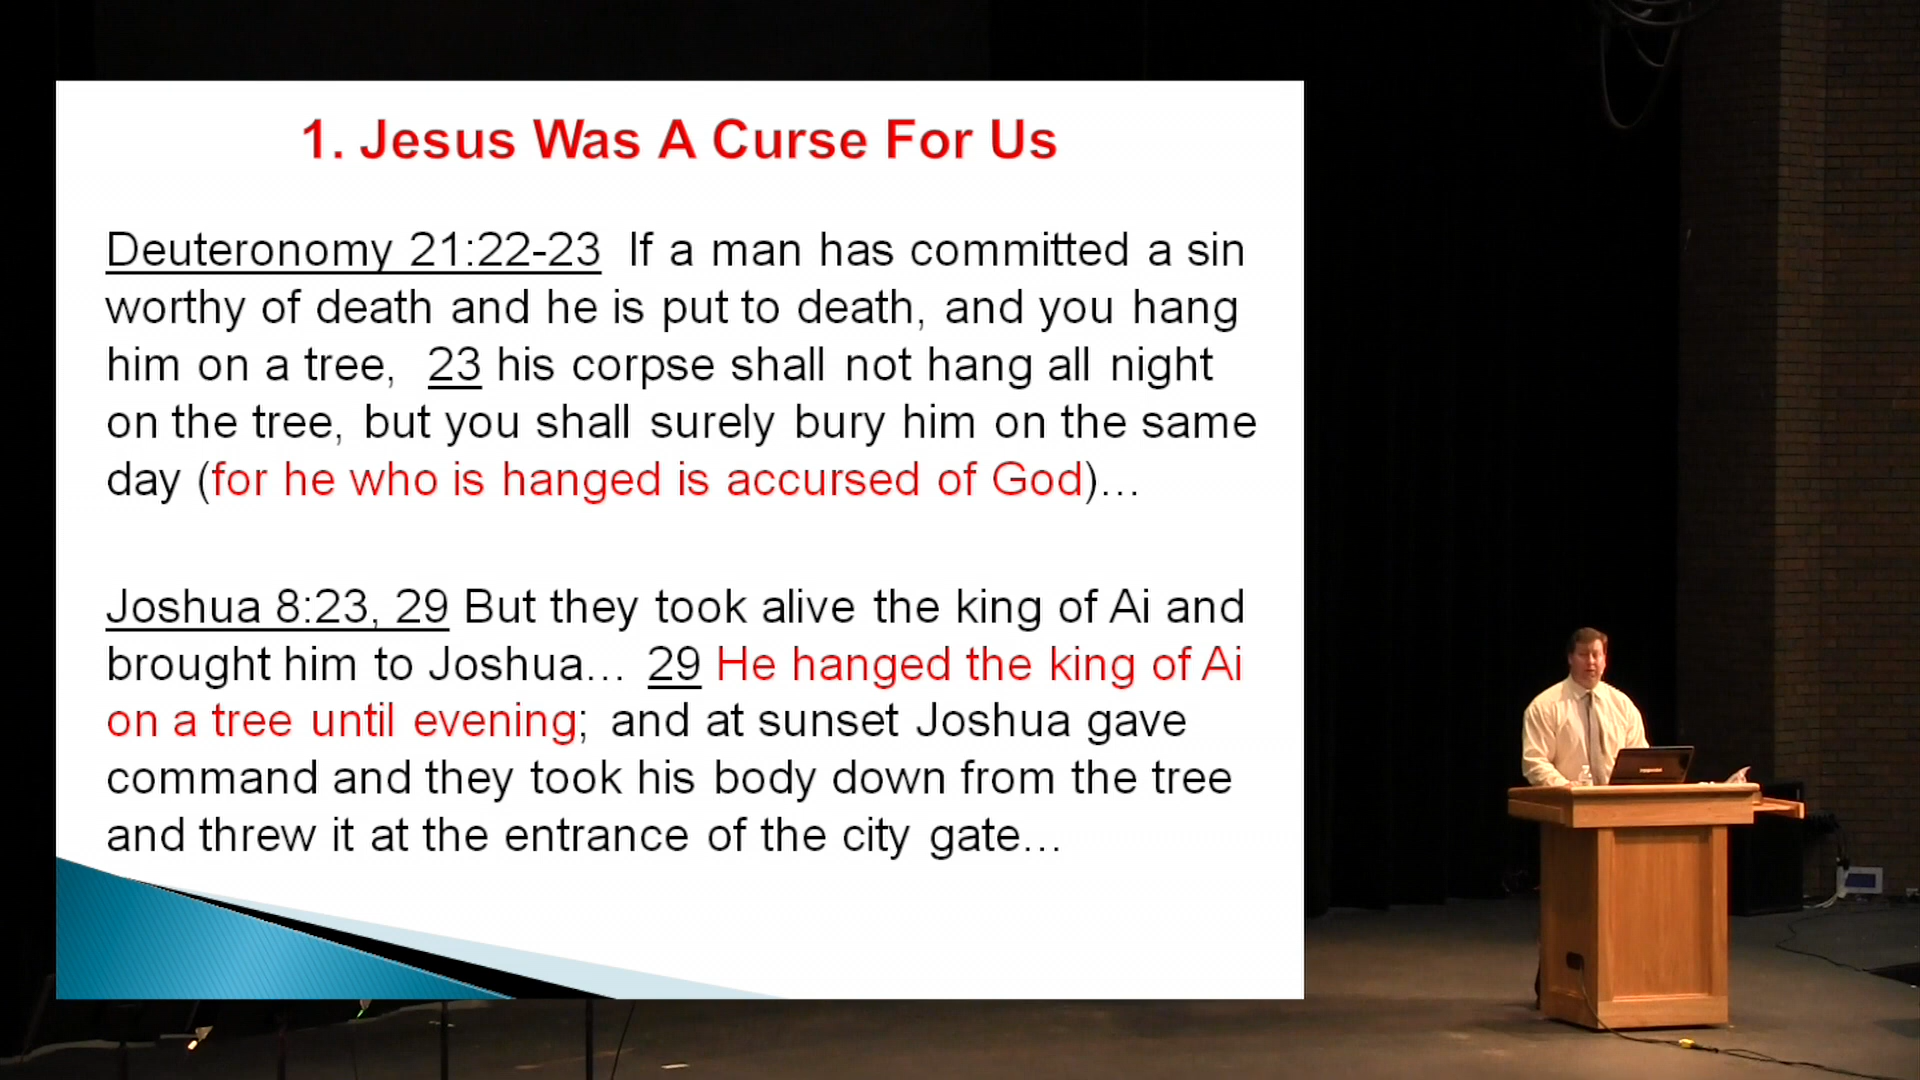 1. Jesus Was A Curse For Us
Deuteronomy 21:22-23 If a man has committed a sin
worthy of death and he is put to death, and you hang
him on a tree, 23 his corpse shall not hang all night
on the tree, but you shall surely bury him on the same
day (for he who is hanged is accursed of God)...
Joshua 8:23, 29 But they took alive the king of Ai and
brought him to Joshua... 29 He hanged the king of Ai
on a tree until evening; and at sunset Joshua gave
command and they took his body down from the tree
and threw it at the entrance of the city gate...
TOSHIBA